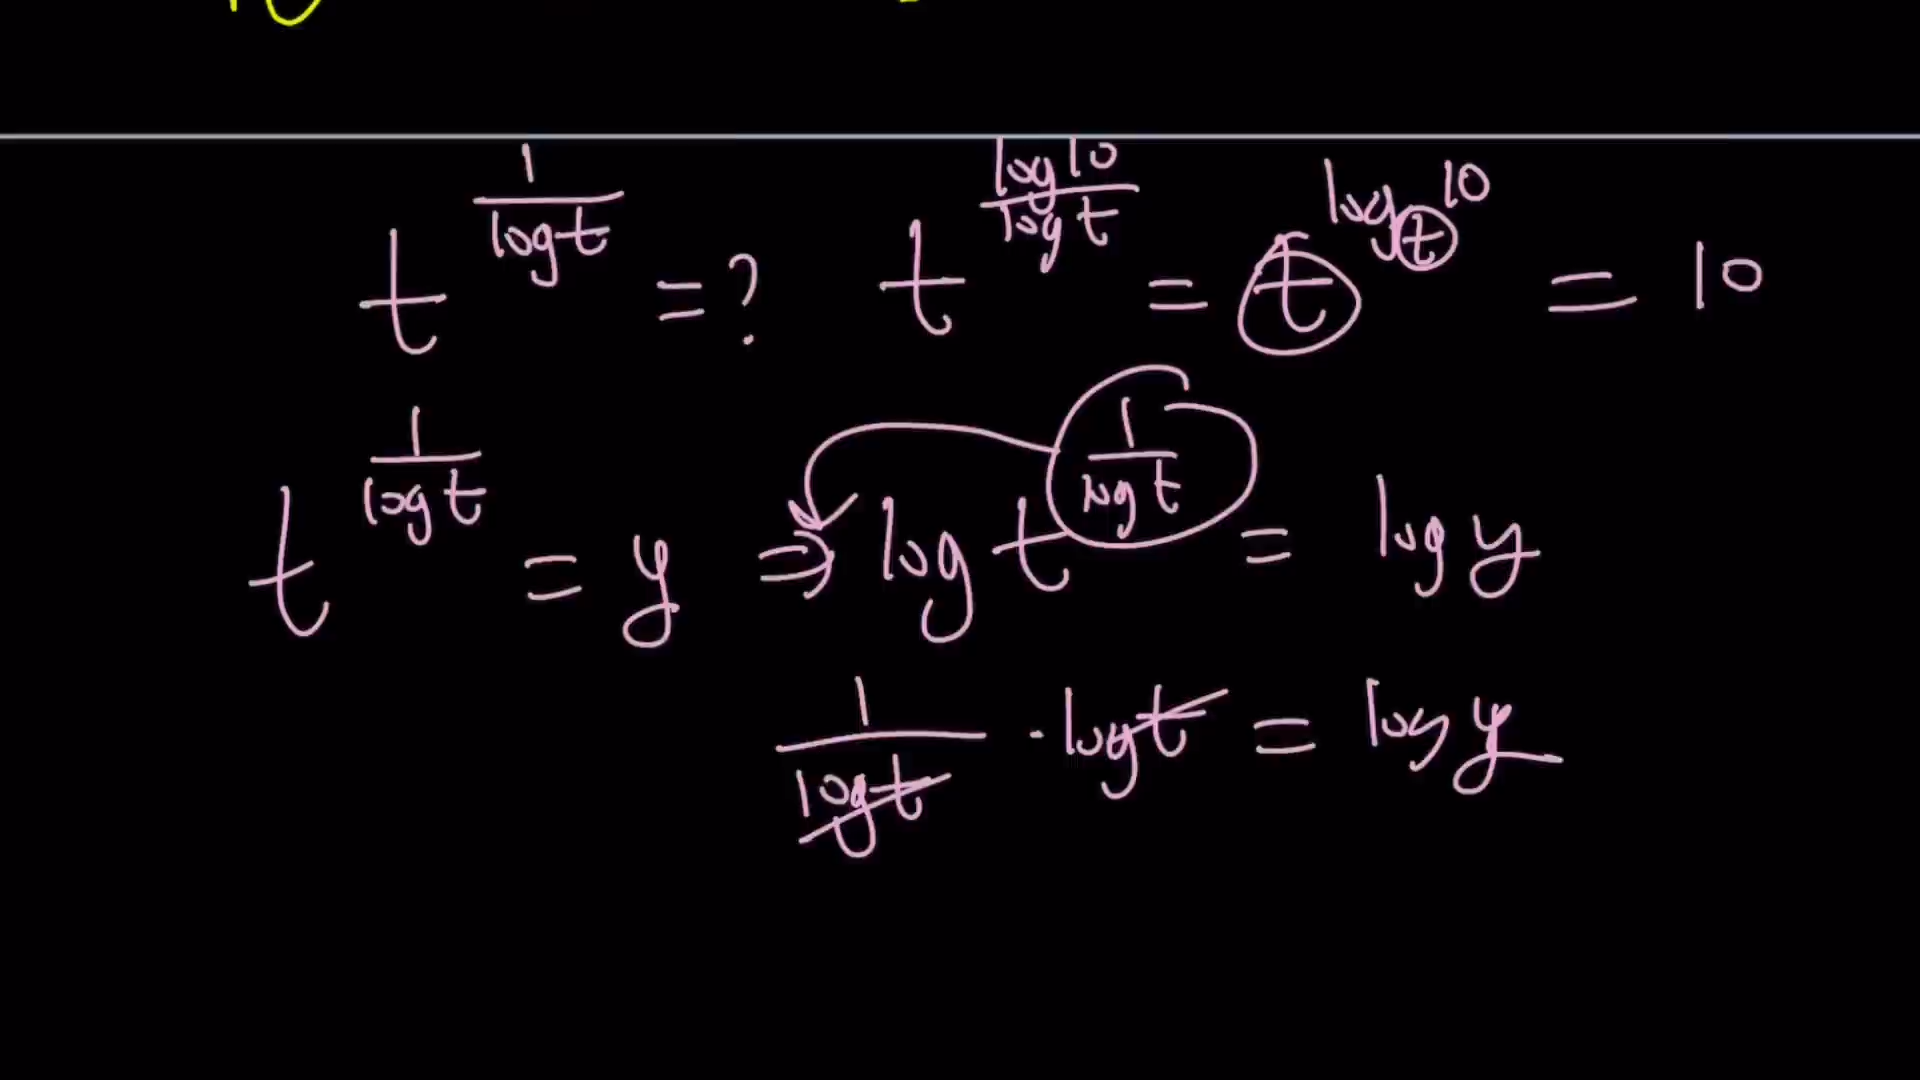 t^(1/log t) = ? t^(log 10/log t) = t^(log_t 10) = 10
t^(1/log t) = y ⇒ log t^(1/log t) = log y
1/log t · log t = log y